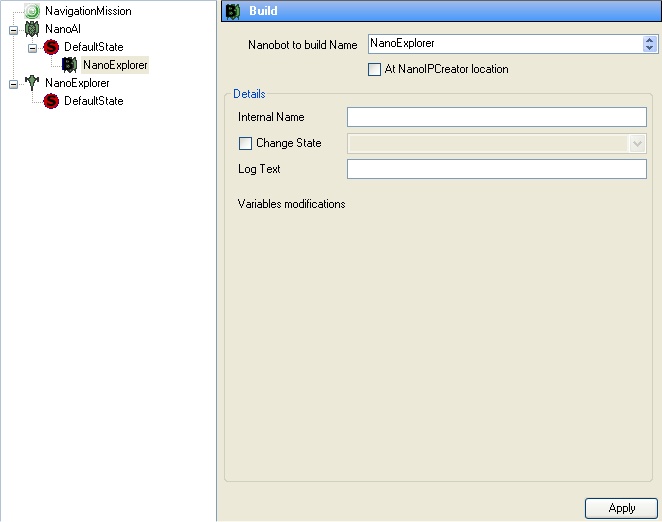 NavigationMission
NanoAI
DefaultState
NanoExplorer
NanoExplorer
DefaultState
Build
Nanobot to build Name NanoExplorer
At NanoIPCreator location
Details
Internal Name
Change State
Log Text
Variables modifications
Apply